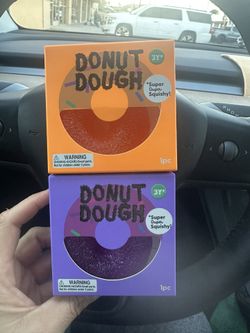 DONUT
DOUGH
3Y+
*Super
Dupa,
Squishy!
WARNING
1pc
DONUT
DOUGH
3Y+
*Super
Dupa,
Squishy!
WARNING
1pc